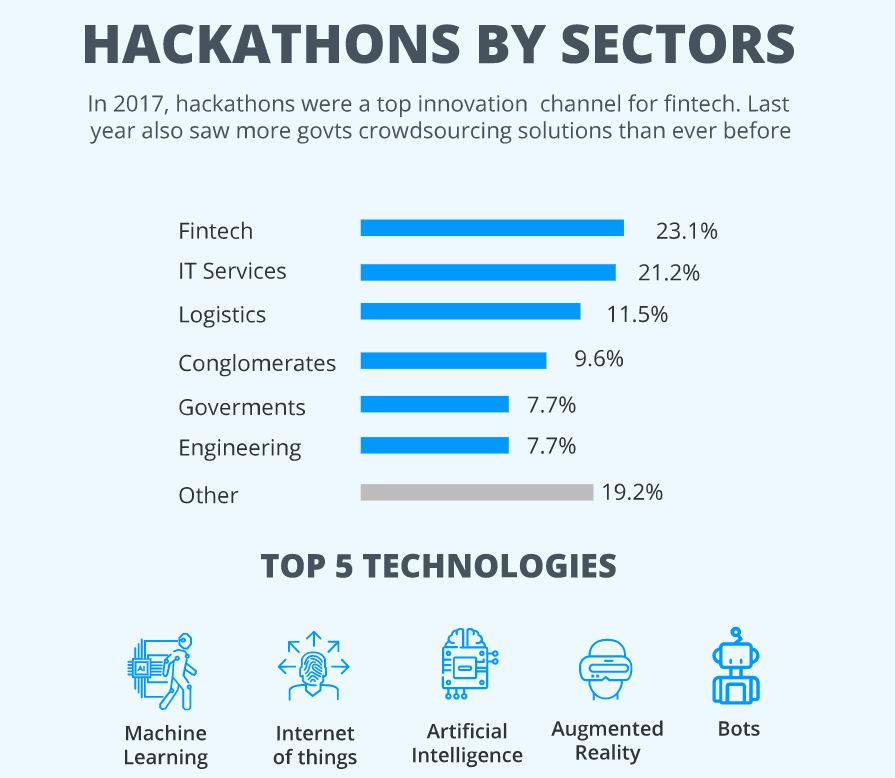 HACKATHONS BY SECTORS
In 2017, hackathons were a top innovation channel for fintech. Last
year also saw more govts crowdsourcing solutions than ever before
Fintech 23.1%
IT Services 21.2%
Logistics 11.5%
Conglomerates 9.6%
Goverments 7.7%
Engineering 7.7%
Other 19.2%
TOP 5 TECHNOLOGIES
AI
Machine
Learning
Internet
of things
Artificial
Intelligence
Augmented
Reality
Bots